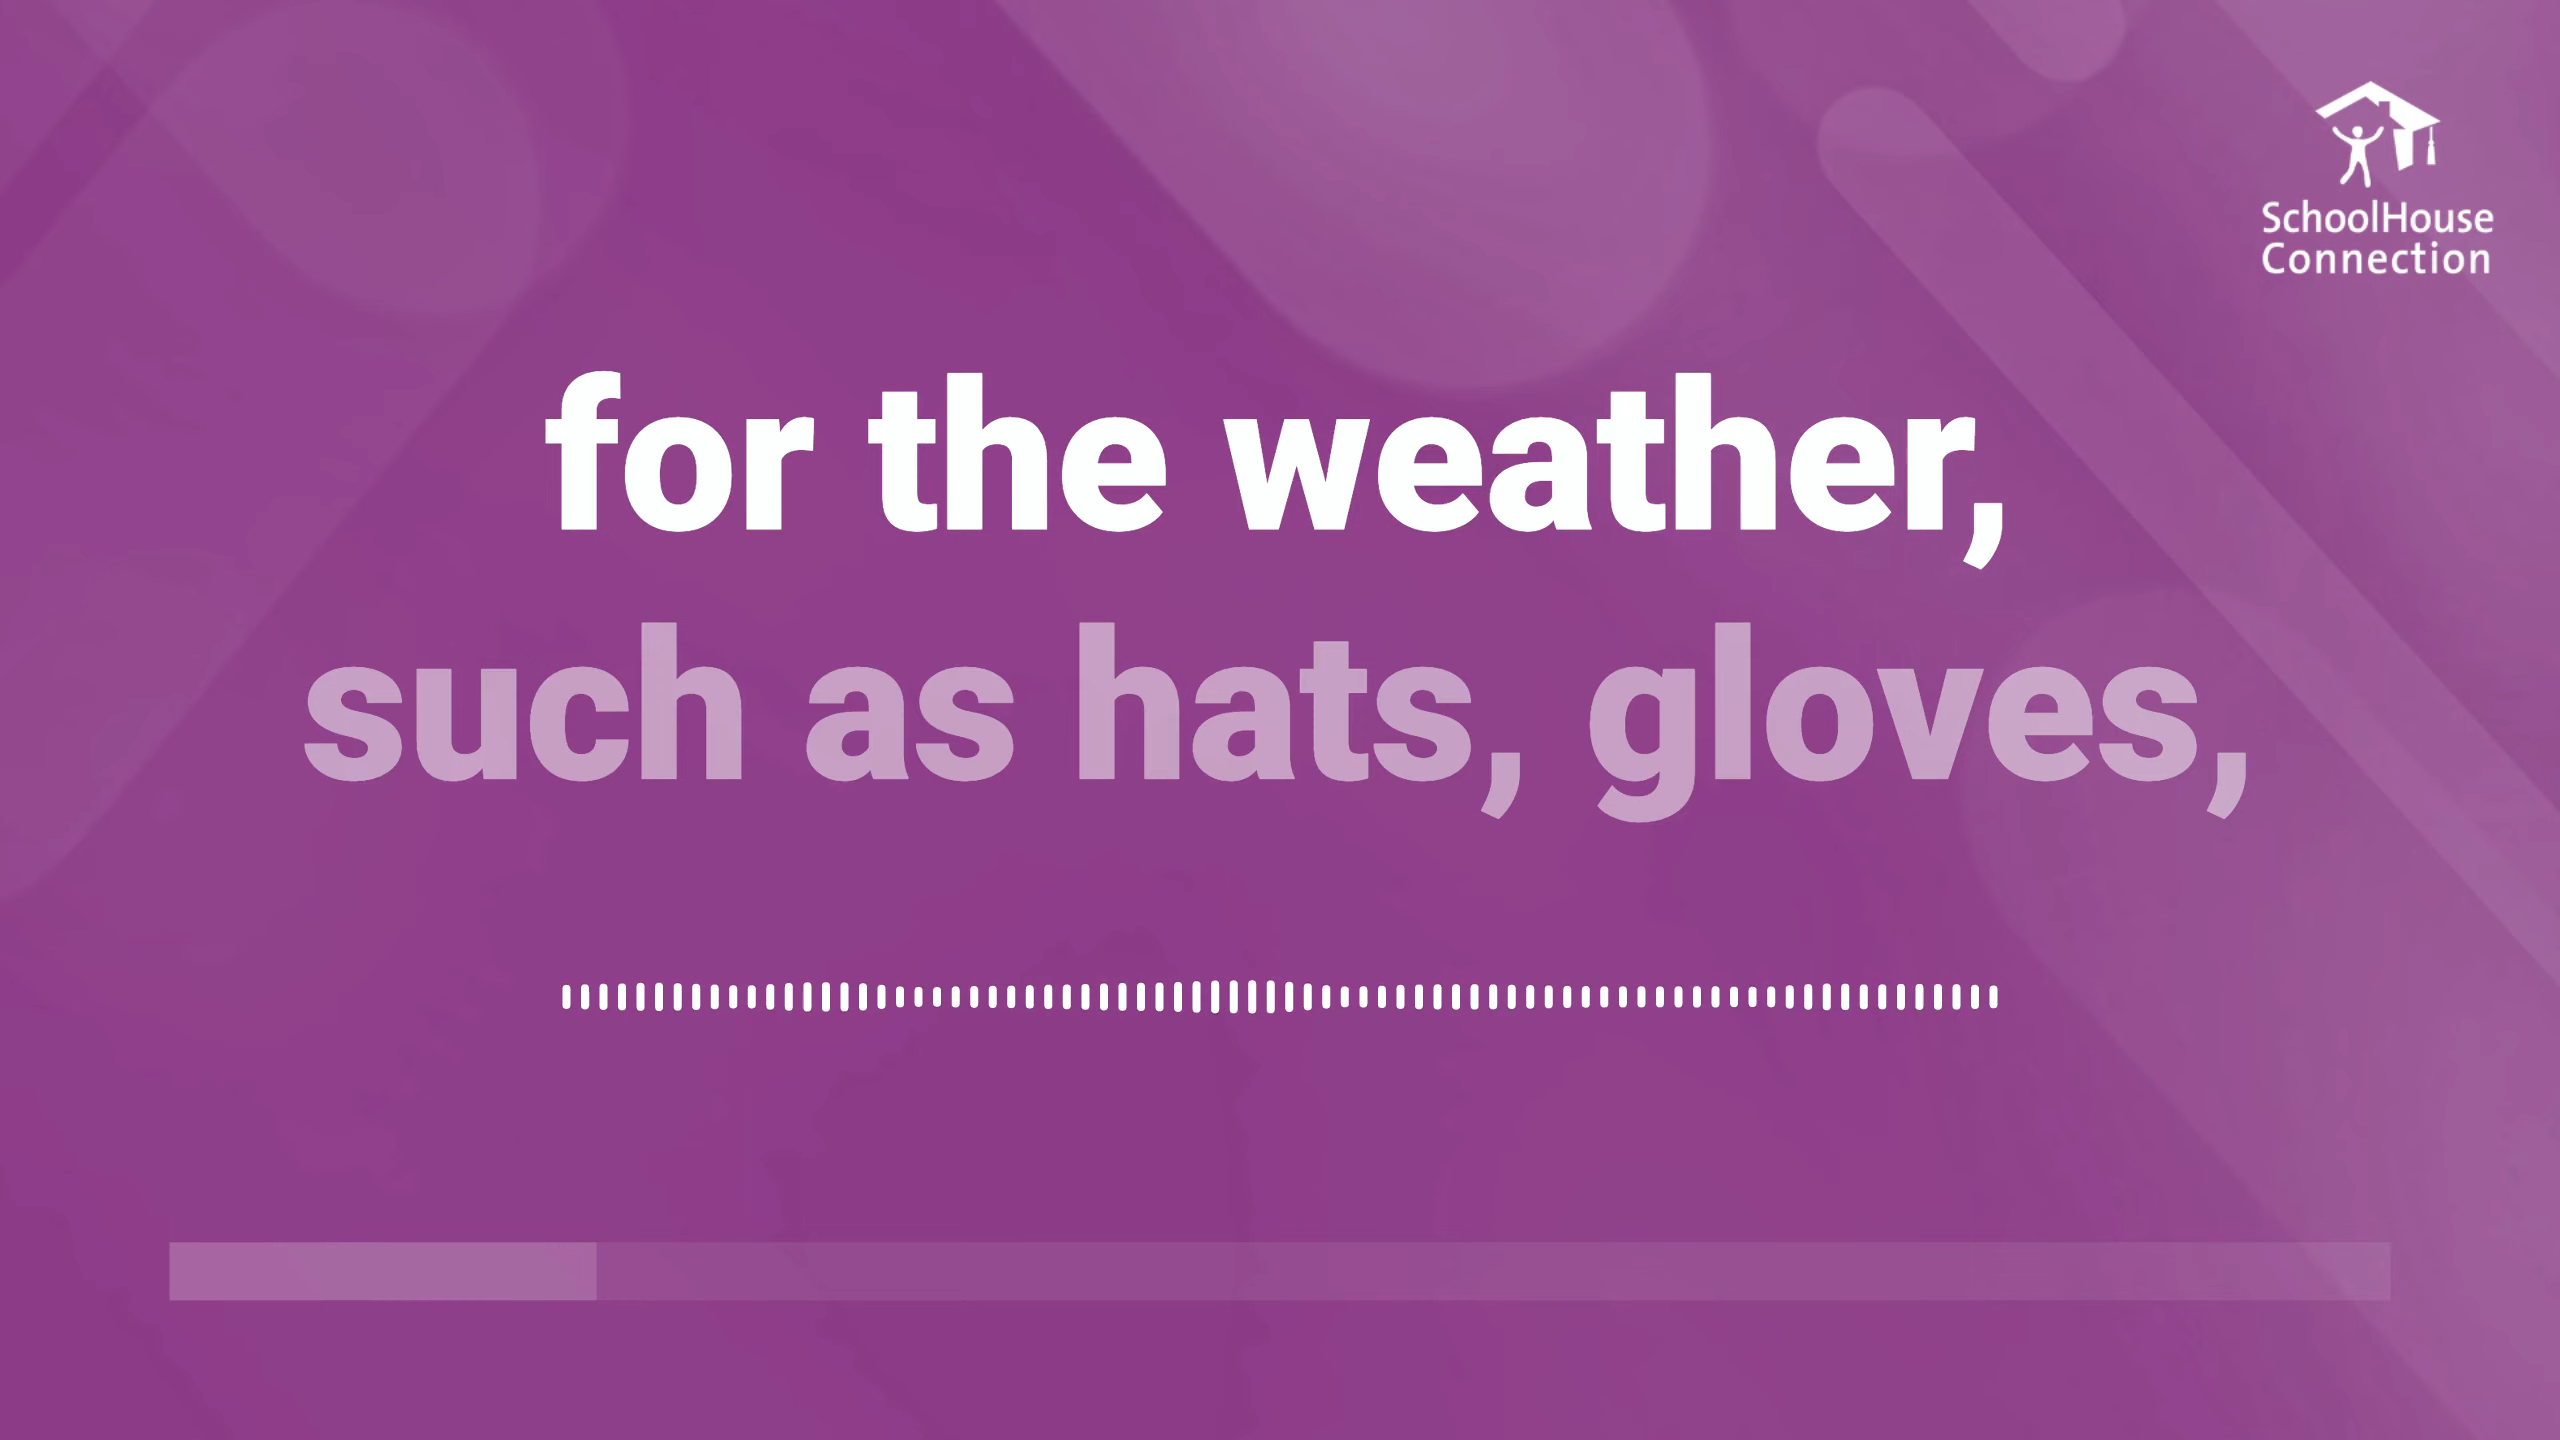 SchoolHouse
Connection
for the weather,
such as hats, gloves,